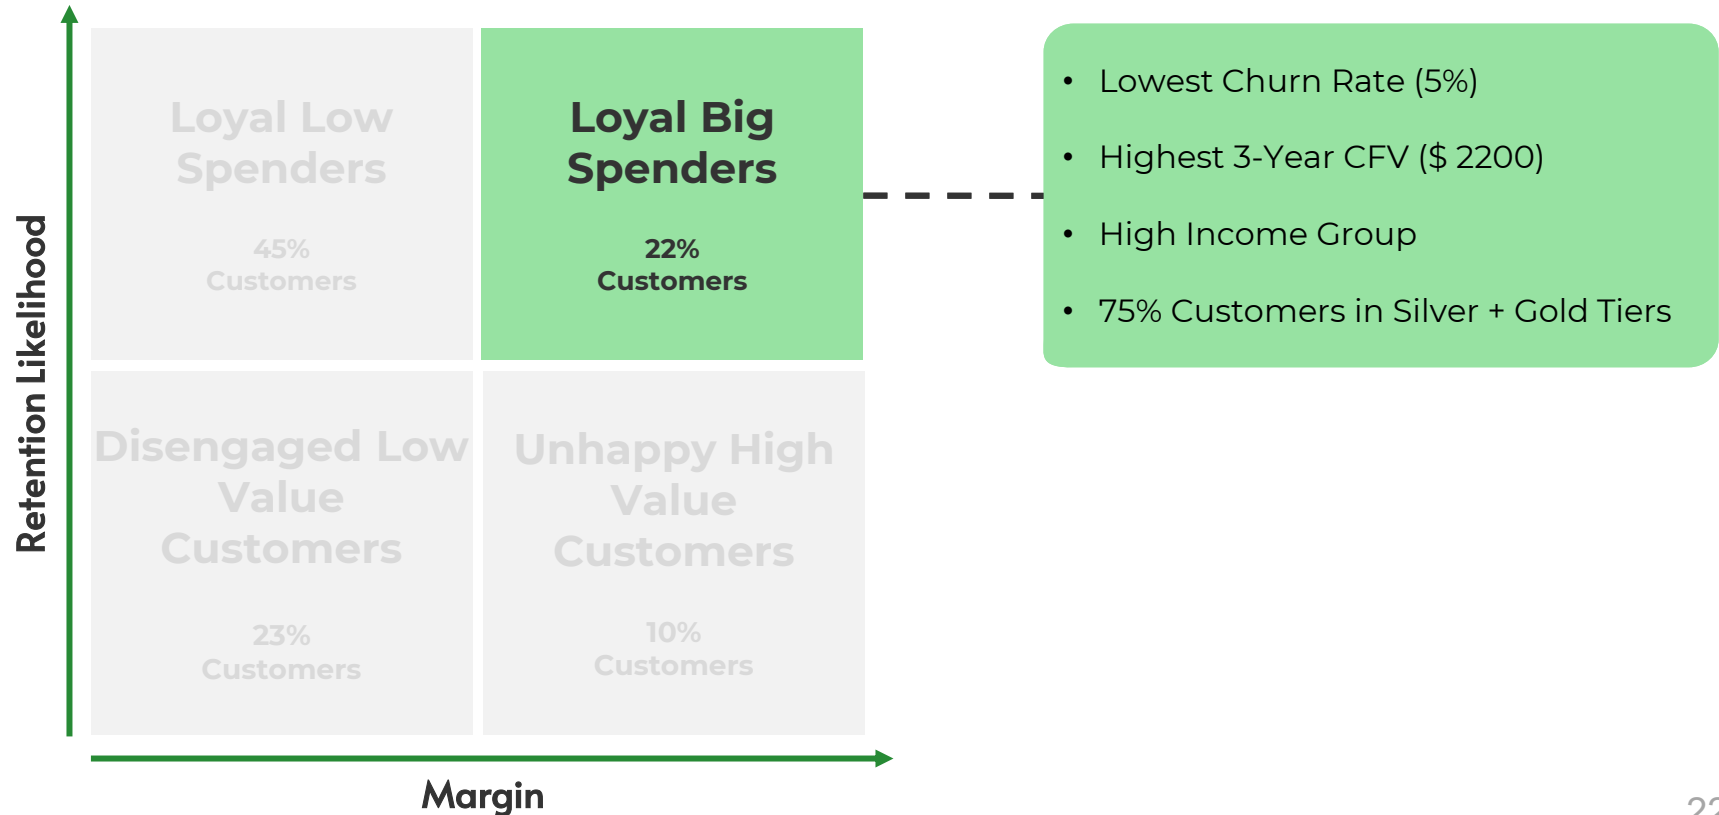 Retention Likelihood
Loyal Low
Spenders
45%
Customers
Loyal Big
Spenders
22%
Customers
• Lowest Churn Rate (5%)
• Highest 3-Year CFV ($ 2200)
• High Income Group
• 75% Customers in Silver + Gold Tiers
Disengaged Low
Value
Customers
23%
Customers
Unhappy High
Value
Customers
10%
Customers
Margin
22